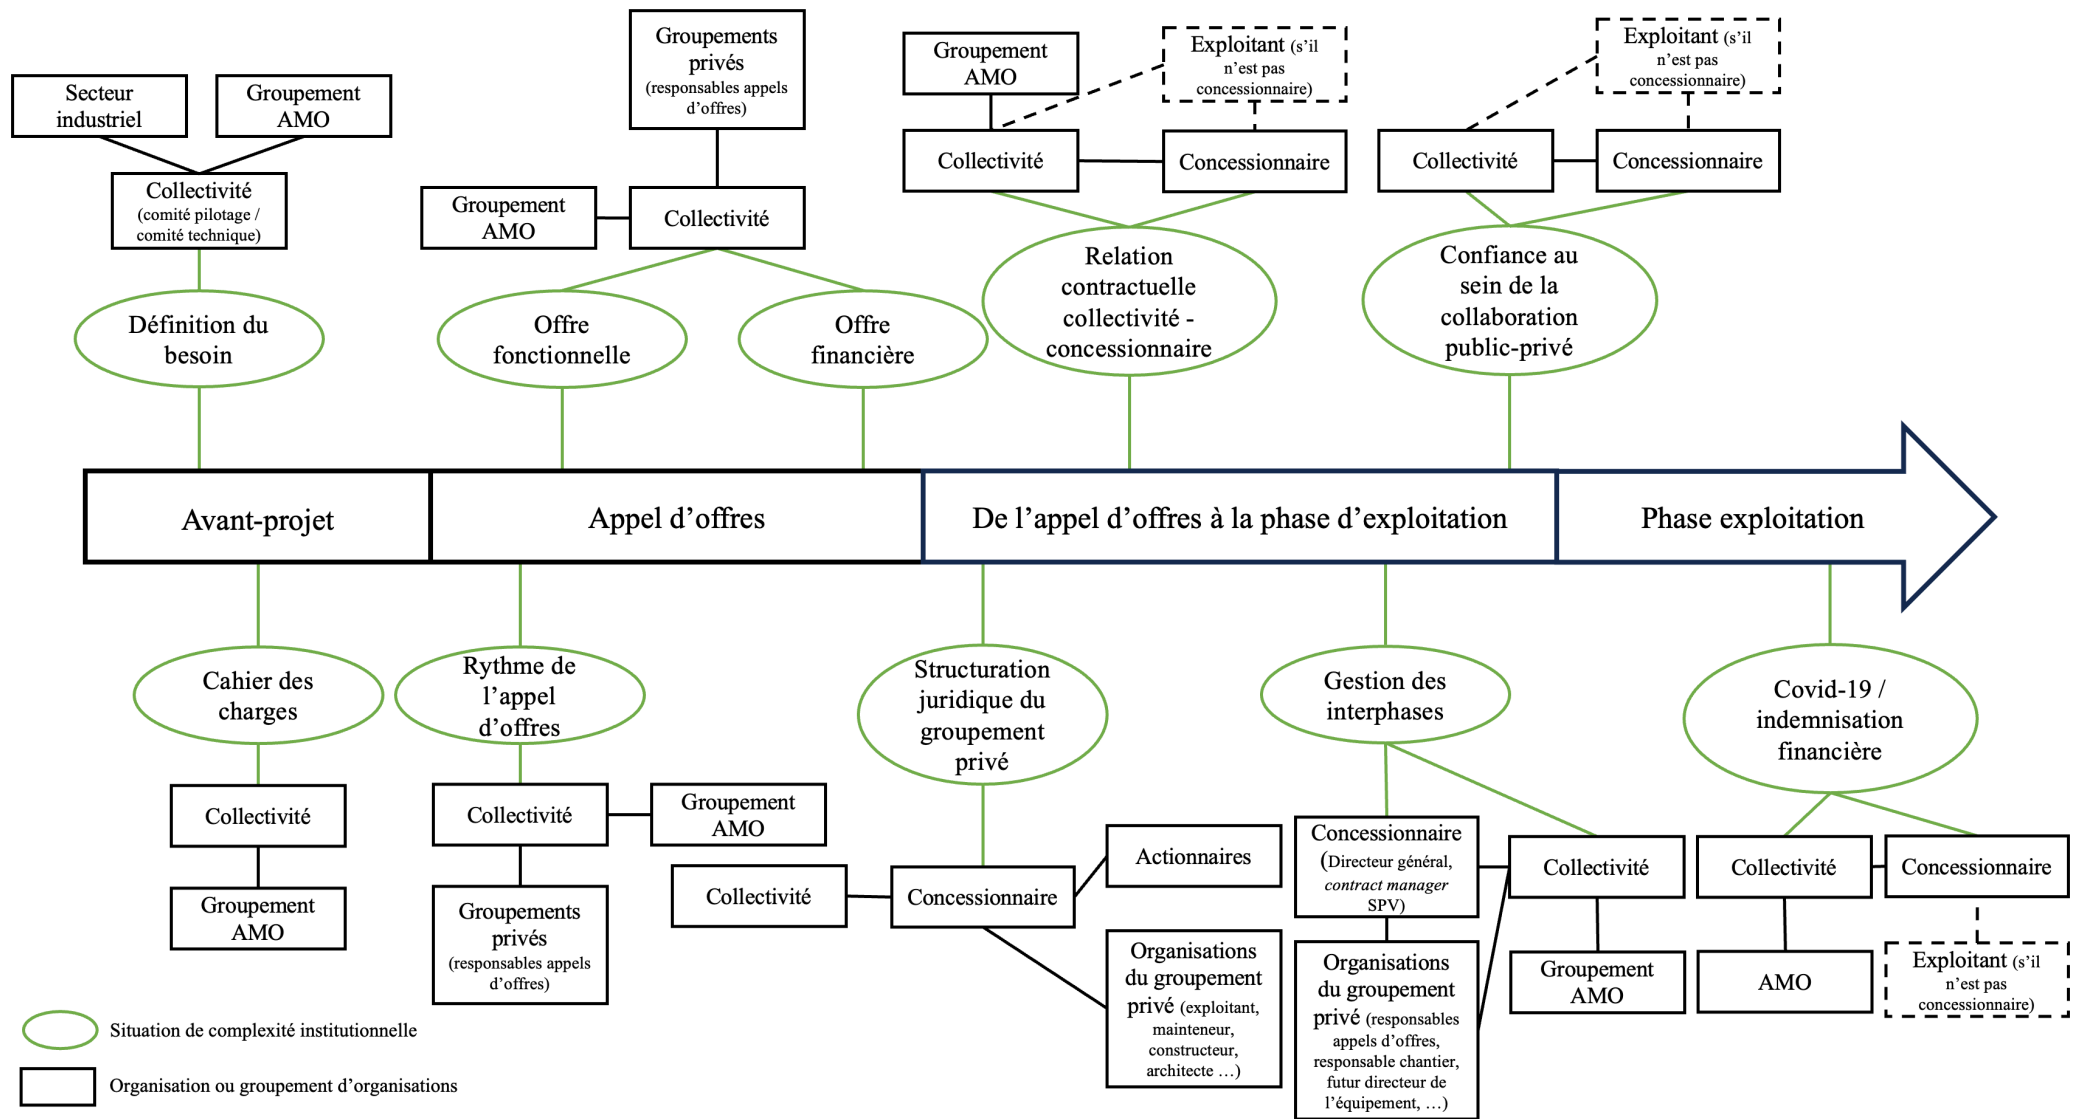 Secteur
industriel
Groupement
AMO
Collectivité
(comité pilotage /
comité technique)
Définition du
besoin
Groupements
privés
(responsables appels
d’offres)
Groupement
AMO
Collectivité
Offre
fonctionnelle
Offre
financière
Groupement
AMO
Exploitant (s’il
n’est pas
concessionnaire)
Collectivité
Concessionnaire
Relation
contractuelle
collectivité -
concessionnaire
Exploitant (s’il
n’est pas
concessionnaire)
Collectivité
Concessionnaire
Confiance au
sein de la
collaboration
public-privé
Avant-projet
Appel d’offres
De l’appel d’offres à la phase d’exploitation
Phase exploitation
Cahier des
charges
Collectivité
Groupement
AMO
Rythme de
l’appel
d’offres
Collectivité
Groupement
AMO
Groupements
privés
(responsables appels
d’offres)
Structuration
juridique du
groupement
privé
Collectivité
Concessionnaire
Actionnaires
Organisations
du groupement
privé (exploitant,
mainteneur,
constructeur,
architecte …)
Gestion des
interphases
Concessionnaire
(Directeur général,
contract manager
SPV)
Collectivité
Organisations
du groupement
privé (responsables
appels d’offres,
responsable chantier,
futur directeur de
l’équipement, …)
Groupement
AMO
Covid-19 /
indemnisation
financière
Collectivité
Concessionnaire
AMO
Exploitant (s’il
n’est pas
concessionnaire)
Situation de complexité institutionnelle
Organisation ou groupement d’organisations